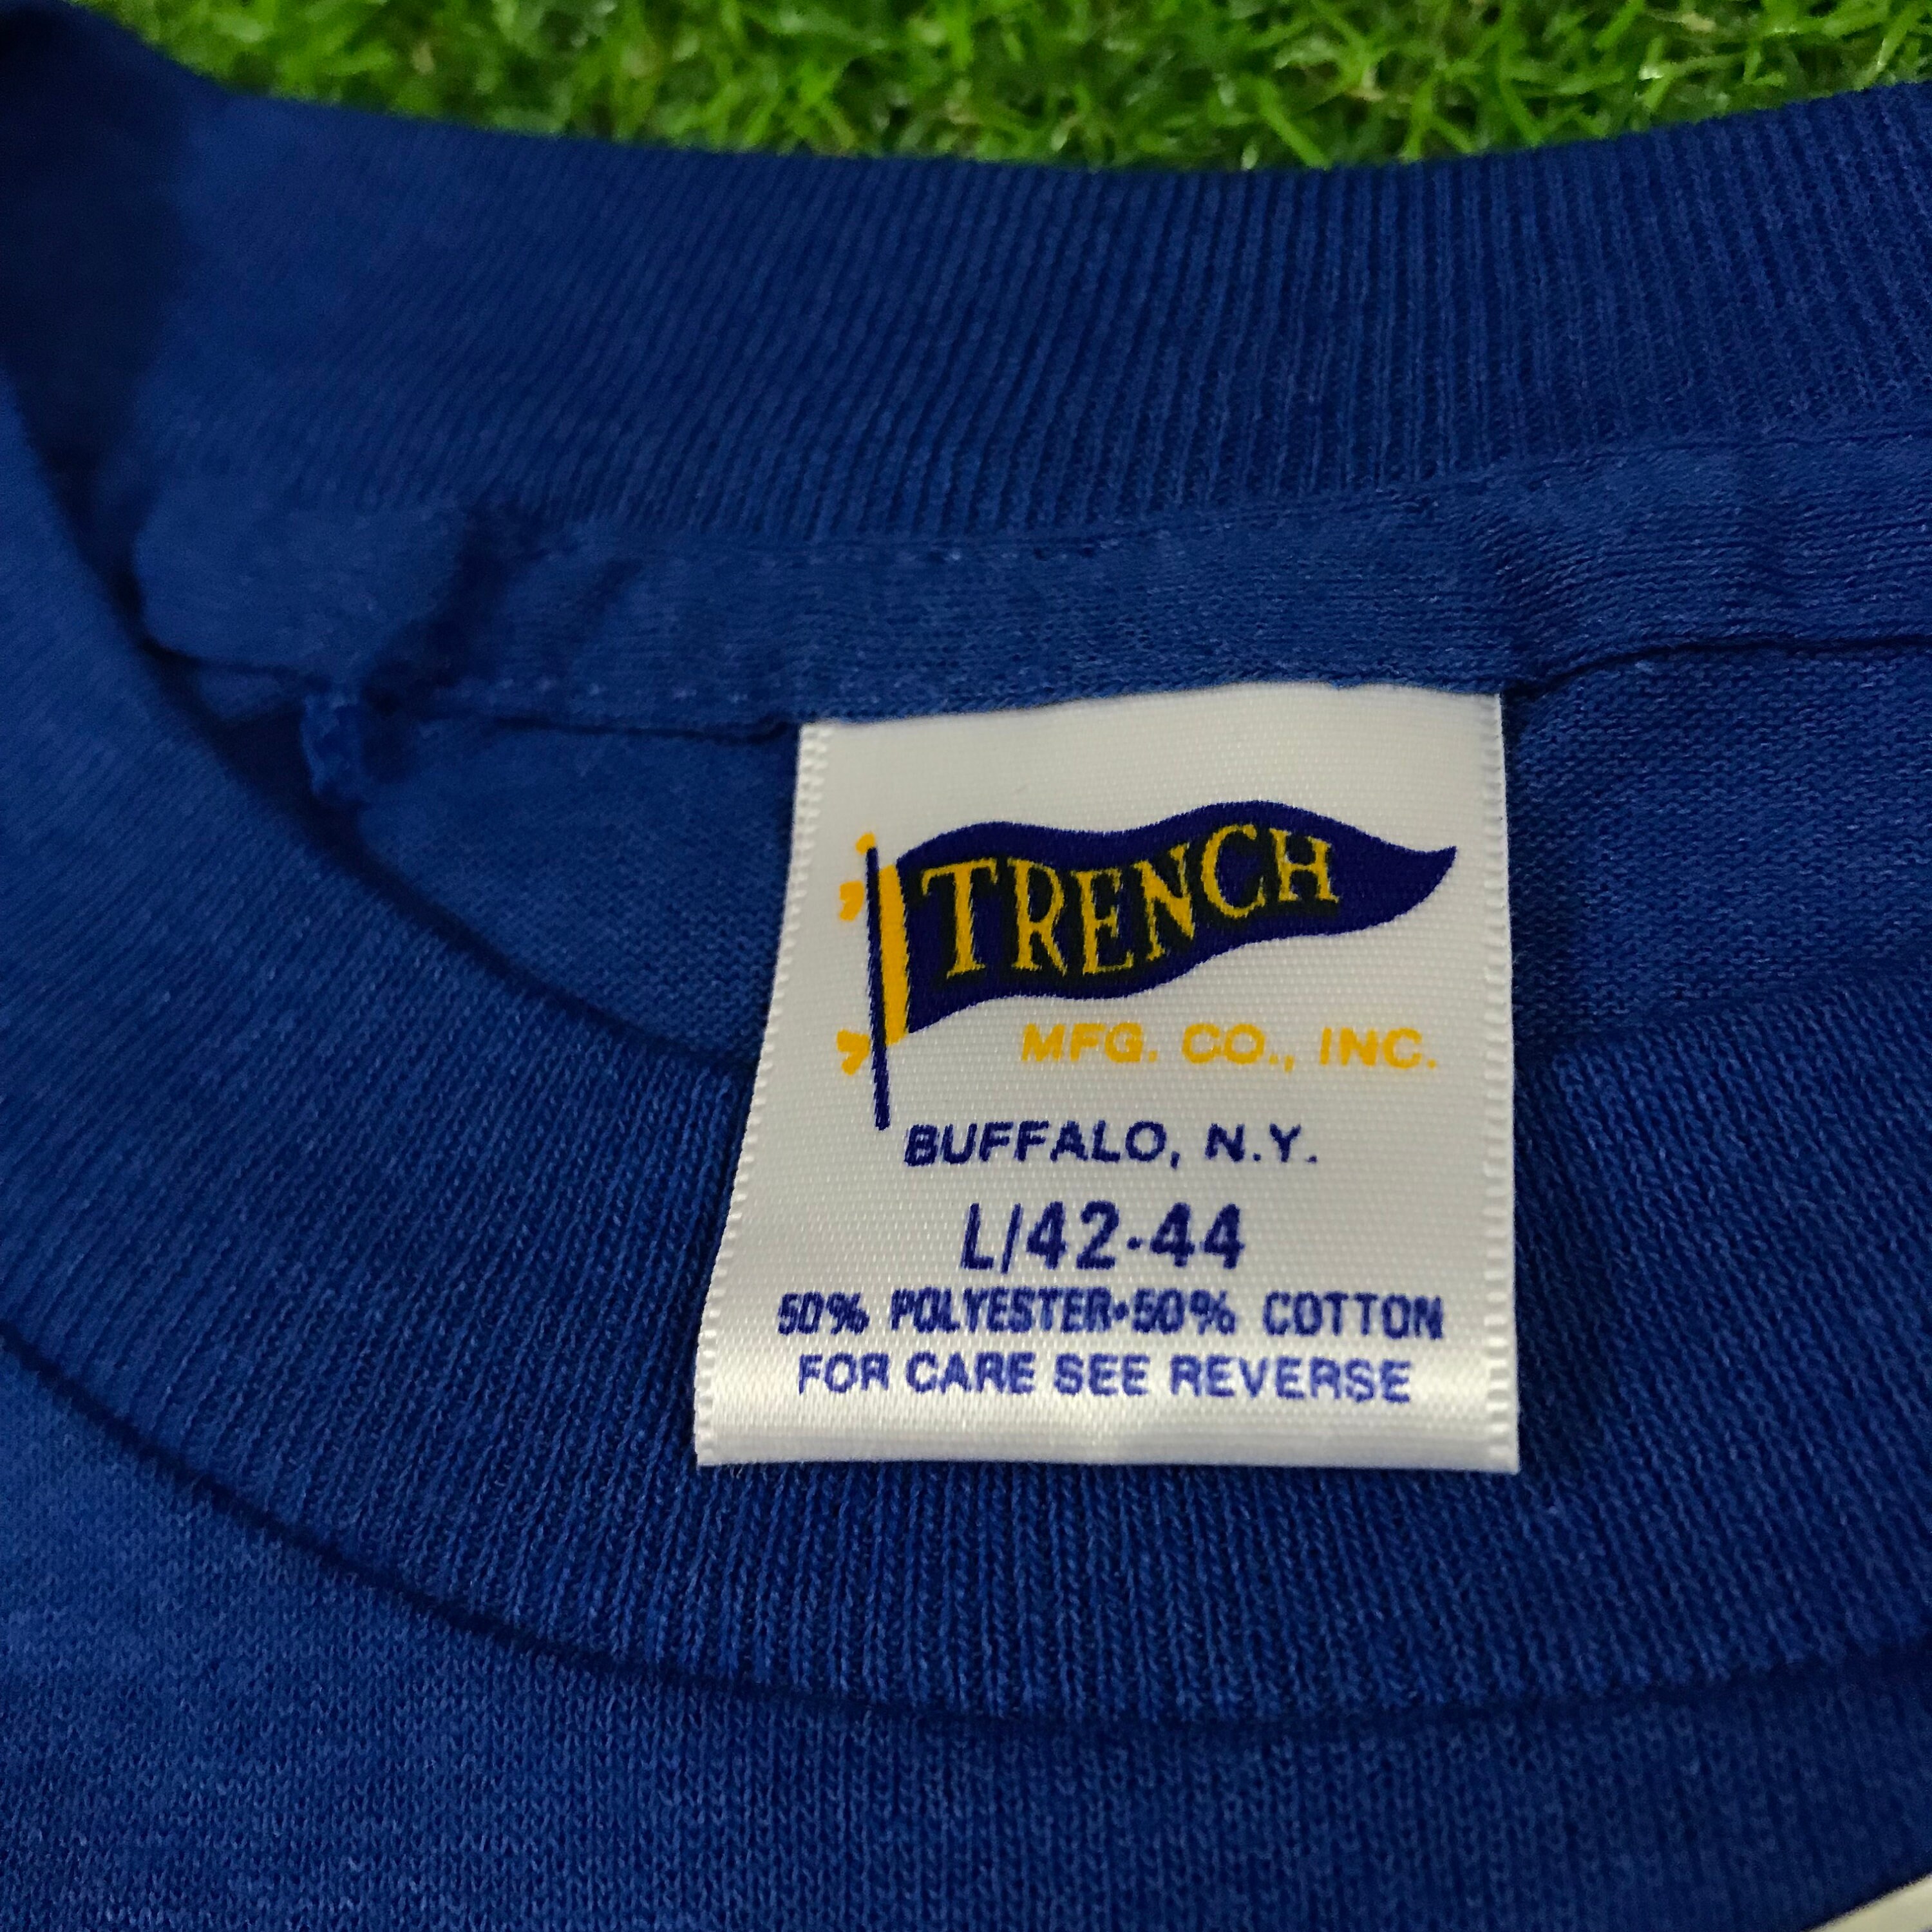 TRENCH
MFG. CO., INC.
BUFFALO, N.Y.
L/42-44
50% POLYESTER•50% COTTON
FOR CARE SEE REVERSE